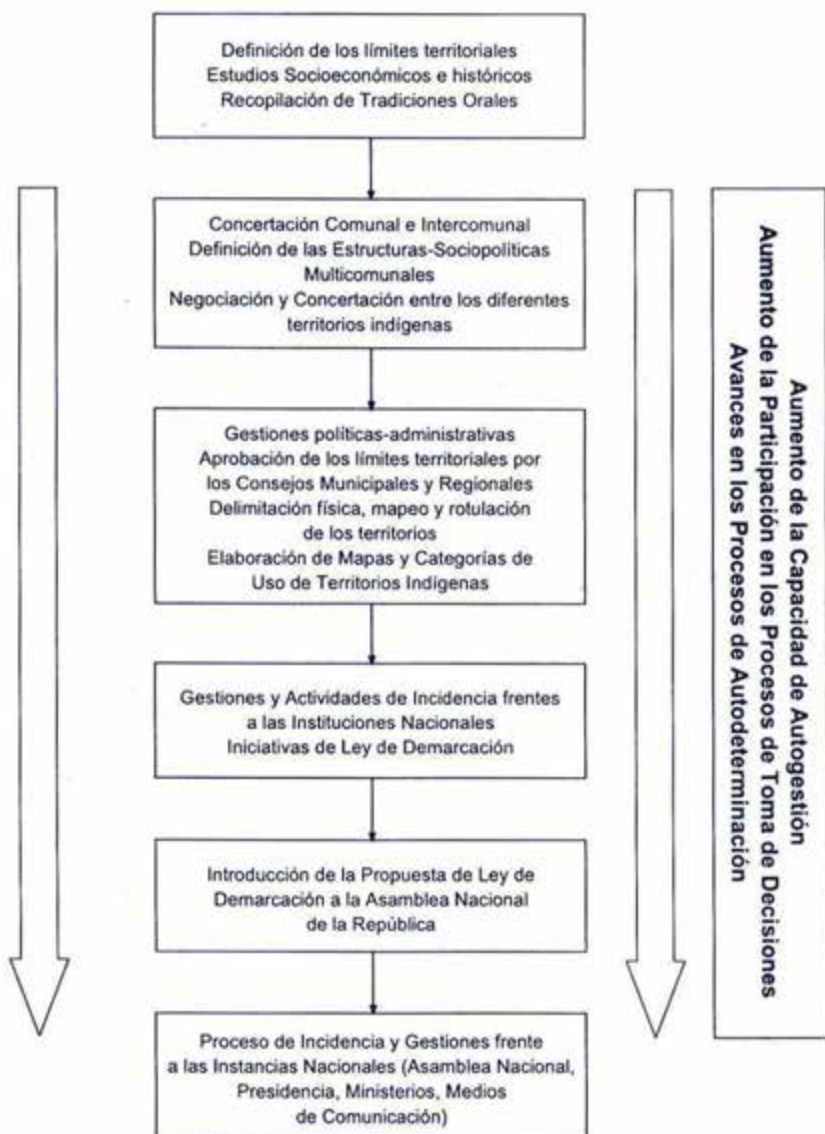 Definición de los límites territoriales
Estudios Socioeconómicos e históricos
Recopilación de Tradiciones Orales
Concertación Comunal e Intercomunal
Definición de las Estructuras-Sociopolíticas
Multicomunales
Negociación y Concertación entre los diferentes
territorios indígenas
Gestiones políticas-administrativas
Aprobación de los límites territoriales por
los Consejos Municipales y Regionales
Delimitación física, mapeo y rotulación
de los territorios
Elaboración de Mapas y Categorías de
Uso de Territorios Indígenas
Gestiones y Actividades de Incidencia frentes
a las Instituciones Nacionales
Iniciativas de Ley de Demarcación
Introducción de la Propuesta de Ley de
Demarcación a la Asamblea Nacional
de la República
Proceso de Incidencia y Gestiones frente
a las Instancias Nacionales (Asamblea Nacional,
Presidencia, Ministerios, Medios
de Comunicación)
Aumento de la Capacidad de Autogestión
Aumento de la Participación en los Procesos de Toma de Decisiones
Avances en los Procesos de Autodeterminación